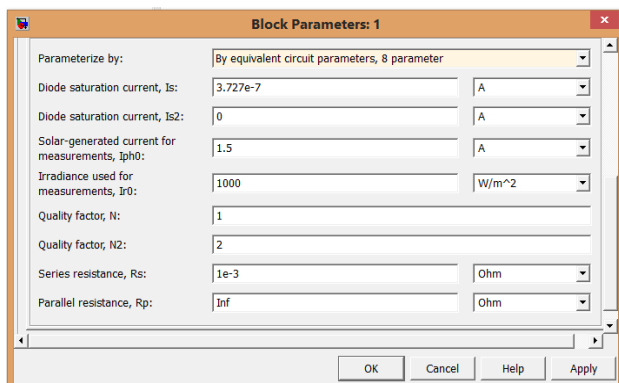 Block Parameters: 1
Parameterize by: By equivalent circuit parameters, 8 parameter
Diode saturation current, Is: 3.727e-7 A
Diode saturation current, Is2: 0 A
Solar-generated current for
measurements, Iph0: 1.5 A
Irradiance used for
measurements, Ir0: 1000 W/m^2
Quality factor, N: 1
Quality factor, N2: 2
Series resistance, Rs: 1e-3 Ohm
Parallel resistance, Rp: Inf Ohm
OK Cancel Help Apply